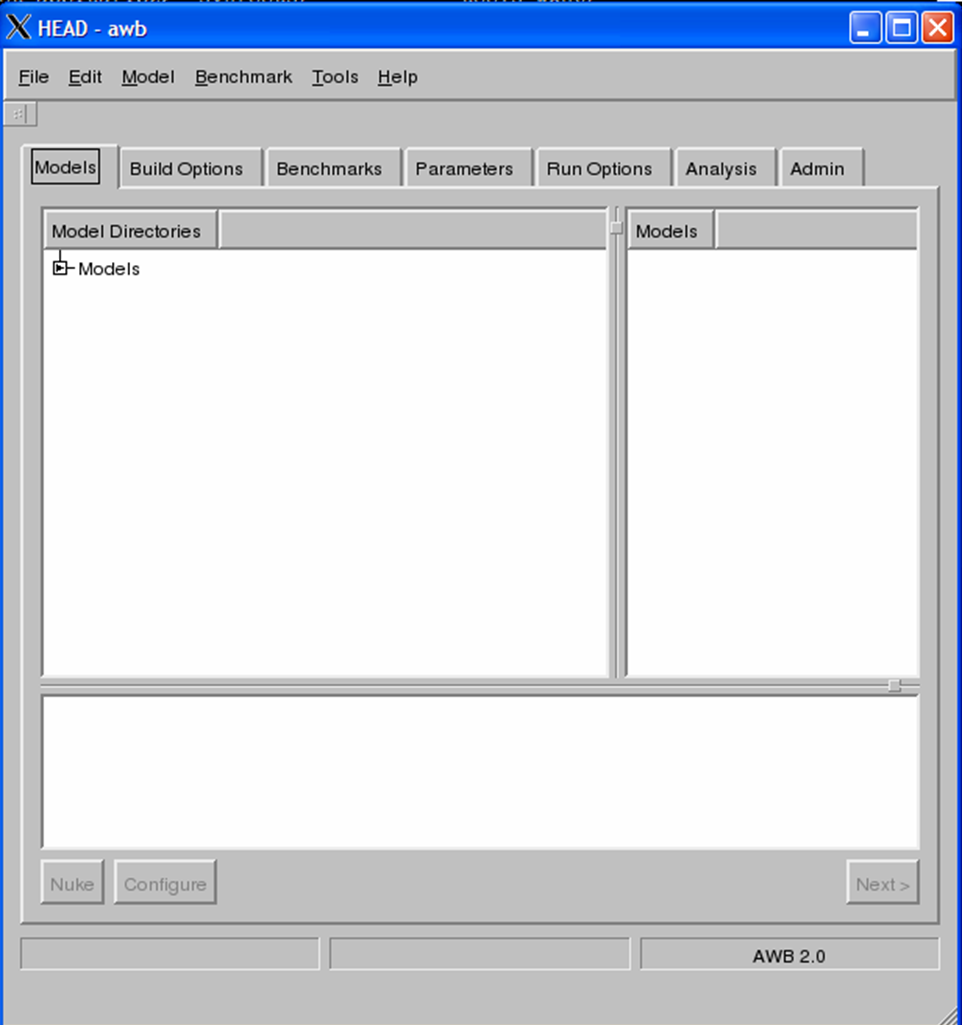 HEAD - awb
File Edit Model Benchmark Tools Help
Models Build Options Benchmarks Parameters Run Options Analysis Admin
Model Directories Models
Models
Nuke Configure Next >
AWB 2.0